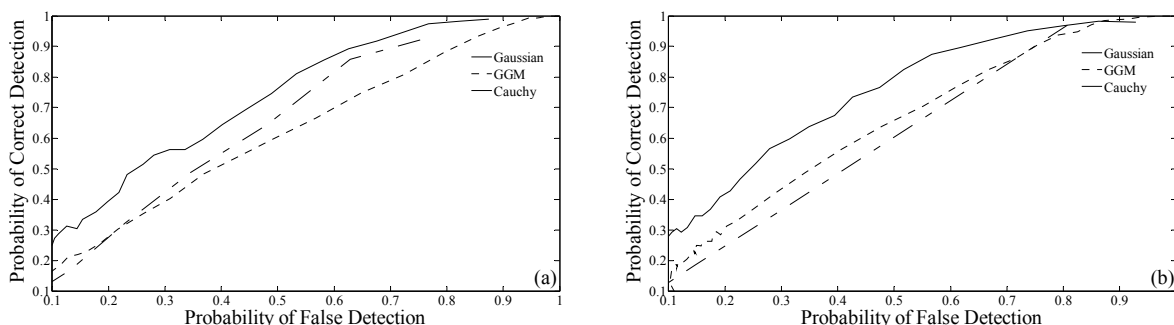 1
0.9
0.8
0.7
0.6
0.5
0.4
0.3
0.2
0.1
Probability of Correct Detection
Gaussian
GGM
Cauchy
(a)
0.1 0.2 0.3 0.4 0.5 0.6 0.7 0.8 0.9 1
Probability of False Detection
1
0.9
0.8
0.7
0.6
0.5
0.4
0.3
0.2
0.1
Probability of Correct Detection
Gaussian
GGM
Cauchy
(b)
0.1 0.2 0.3 0.4 0.5 0.6 0.7 0.8 0.9 1
Probability of False Detection